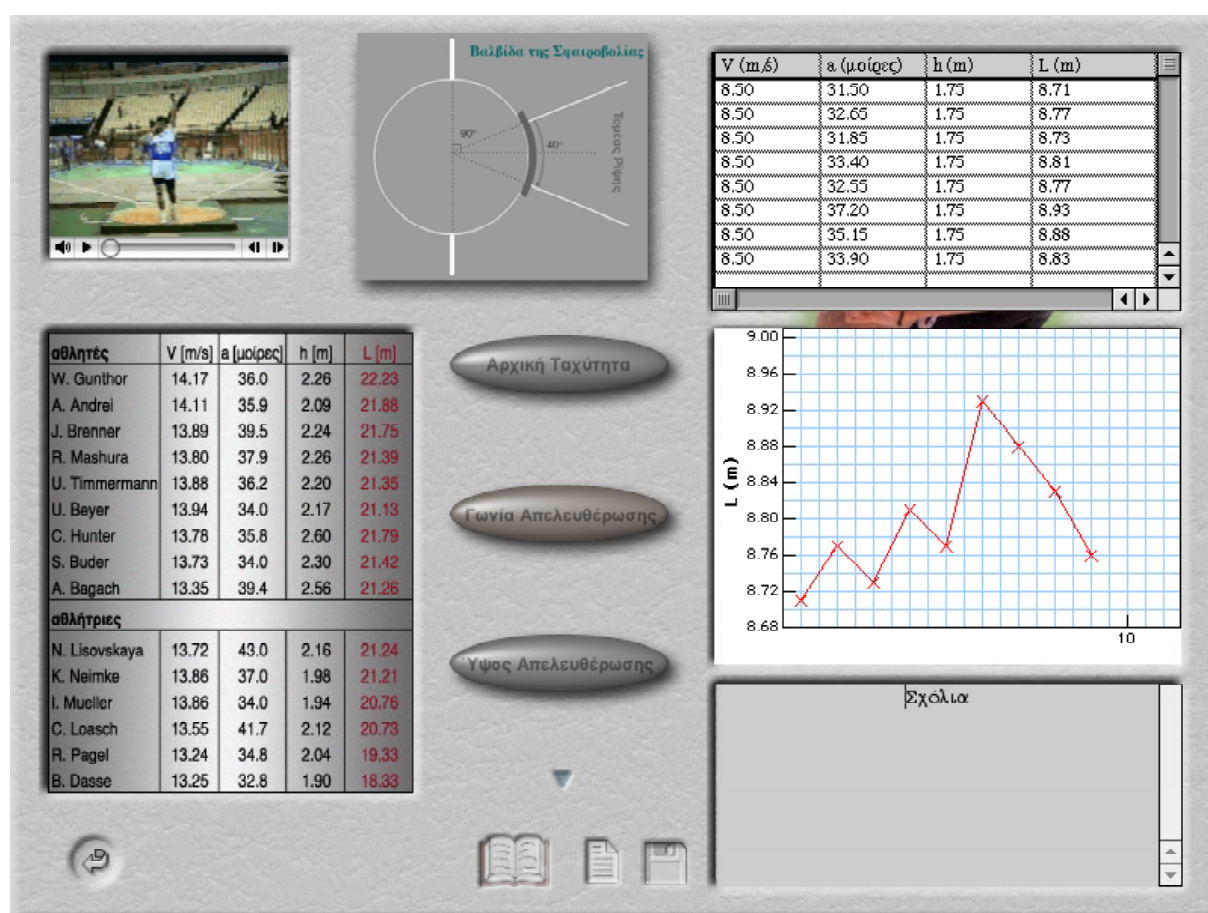 Βαλβίδα της Σφαιροβολίας
90°
40°
Τομέας Ρίψης
V (m/s) a (μοίρες) h (m) L (m)
8.50 31.50 1.75 8.71
8.50 32.65 1.75 8.77
8.50 31.85 1.75 8.73
8.50 33.40 1.75 8.81
8.50 32.55 1.75 8.77
8.50 37.20 1.75 8.93
8.50 35.15 1.75 8.88
8.50 33.90 1.75 8.83
αθλητές V [m/s] a [μοίρες] h [m] L [m]
W. Gunthor 14.17 36.0 2.26 22.23
A. Andrei 14.11 35.9 2.09 21.88
J. Brenner 13.89 39.5 2.24 21.75
R. Mashura 13.80 37.9 2.26 21.39
U. Timmermann 13.88 36.2 2.20 21.35
U. Beyer 13.94 34.0 2.17 21.13
C. Hunter 13.78 35.8 2.60 21.79
S. Buder 13.73 34.0 2.30 21.42
A. Bagach 13.35 39.4 2.56 21.26
αθλήτριες
N. Lisovskaya 13.72 43.0 2.16 21.24
K. Neimke 13.86 37.0 1.98 21.21
I. Mueller 13.86 34.0 1.94 20.76
C. Loasch 13.55 41.7 2.12 20.73
R. Pagel 13.24 34.8 2.04 19.33
B. Dasse 13.25 32.8 1.90 18.33
Αρχική Ταχύτητα
Γωνία Απελευθέρωσης
Ύψος Απελευθέρωσης
9.00
8.96
8.92
8.88
8.84
8.80
8.76
8.72
8.68
L (m)
10
Σχόλια